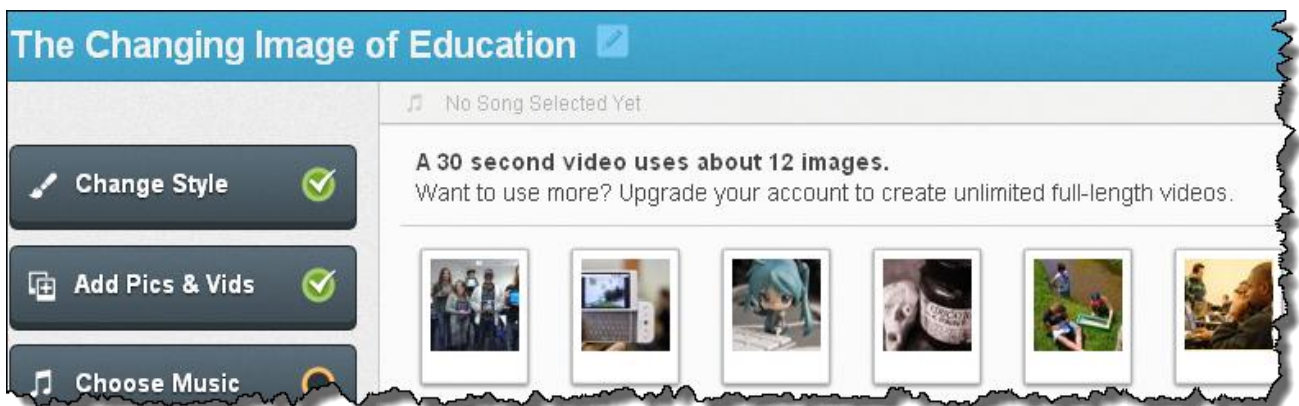 The Changing Image of Education
No Song Selected Yet
A 30 second video uses about 12 images.
Want to use more? Upgrade your account to create unlimited full-length videos.
Change Style
Add Pics & Vids
Choose Music